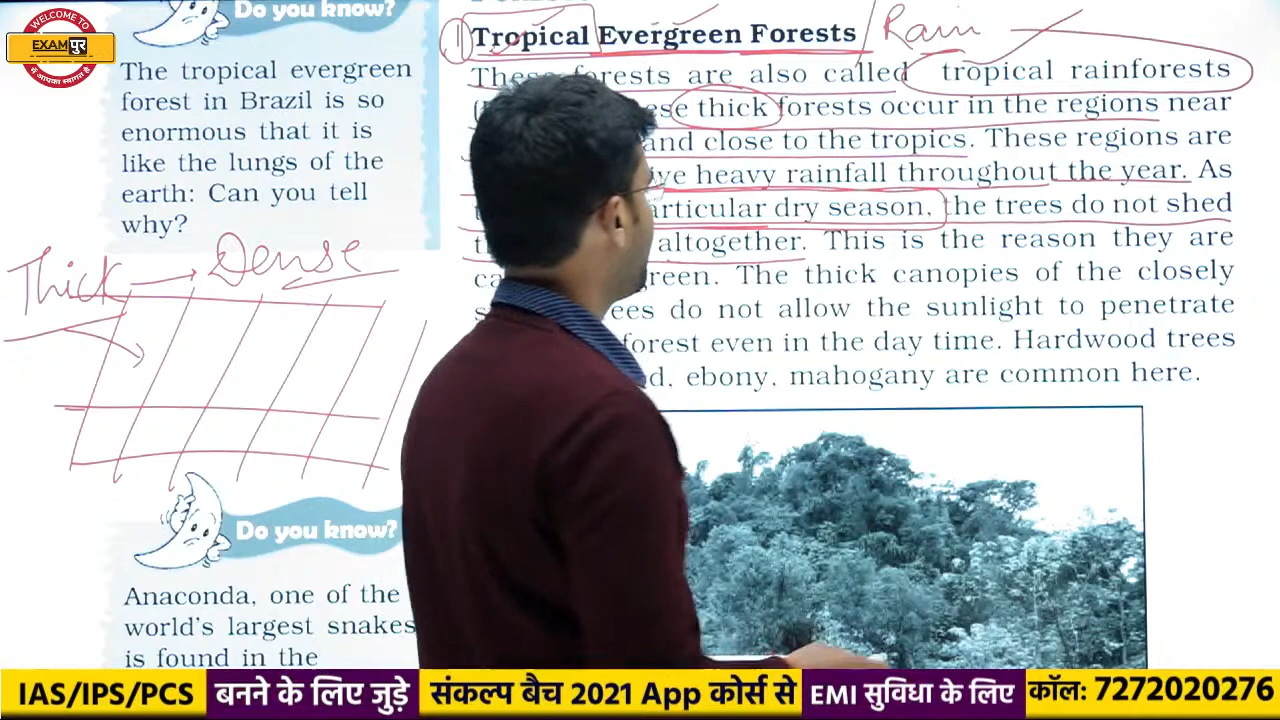 WELCOME TO
EXAM पुर
में आपका स्वागत है
Do you know?
The tropical evergreen
forest in Brazil is so
enormous that it is
like the lungs of the
earth: Can you tell
why?
Thick → Dense
Do you know?
Anaconda, one of the
world's largest snakes
is found in the
1 Tropical Evergreen Forests / Rain
These forests are also called tropical rainforests
thick forests occur in the regions near
and close to the tropics. These regions are
heavy rainfall throughout the year. As
dry season, the trees do not shed
altogether. This is the reason they are
The thick canopies of the closely
do not allow the sunlight to penetrate
forest even in the day time. Hardwood trees
ebony, mahogany are common here.
IAS/IPS/PCS बनने के लिए जुड़े संकल्प बैच 2021 App कोर्स से EMI सुविधा के लिए कॉल: 7272020276